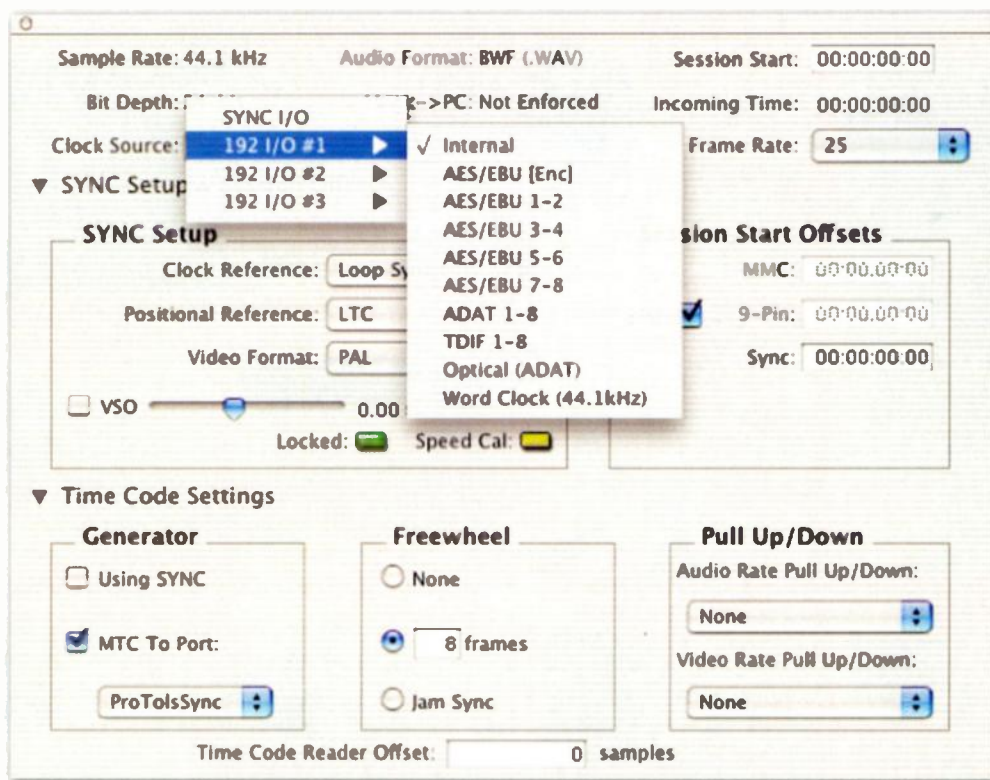 Sample Rate: 44.1 kHz
Audio Format: BWF (.WAV)
Session Start: 00:00:00:00
Bit Depth:
->PC: Not Enforced
Incoming Time: 00:00:00:00
Clock Source:
Frame Rate: 25
SYNC I/O
192 I/O #1
192 I/O #2
192 I/O #3
✓ Internal
AES/EBU [Enc]
AES/EBU 1-2
AES/EBU 3-4
AES/EBU 5-6
AES/EBU 7-8
ADAT 1-8
TDIF 1-8
Optical (ADAT)
Word Clock (44.1kHz)
SYNC Setup
SYNC Setup
Clock Reference: Loop Sy
Positional Reference: LTC
Video Format: PAL
VSO 0.00
Locked: Speed Cal:
sion Start Offsets
MMC: 00:00:00:00
9-Pin: 00:00:00:00
Sync: 00:00:00:00
Time Code Settings
Generator
Using SYNC
MTC To Port:
ProTolsSync
Freewheel
None
8 frames
Jam Sync
Pull Up/Down
Audio Rate Pull Up/Down:
None
Video Rate Pull Up/Down:
None
Time Code Reader Offset: 0 samples